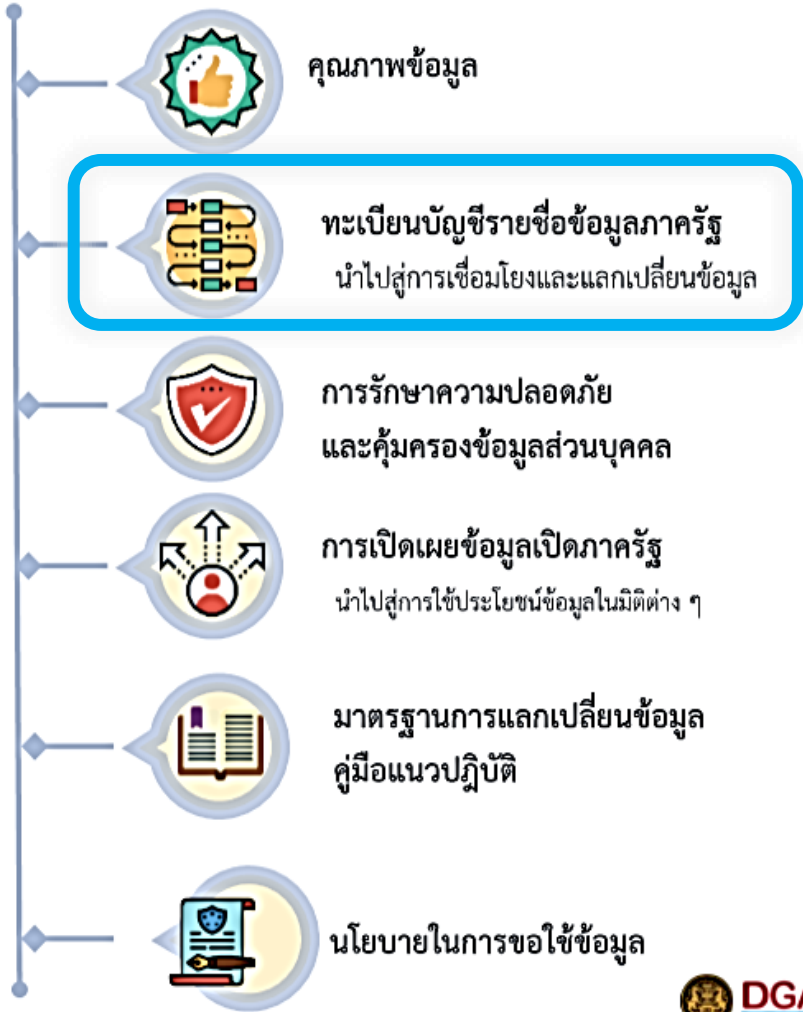 คุณภาพข้อมูล
ทะเบียนบัญชีรายชื่อข้อมูลภาครัฐ
นำไปสู่การเชื่อมโยงและแลกเปลี่ยนข้อมูล
การรักษาความปลอดภัย
และคุ้มครองข้อมูลส่วนบุคคล
การเปิดเผยข้อมูลเปิดภาครัฐ
นำไปสู่การใช้ประโยชน์ข้อมูลในมิติต่าง ๆ
มาตรฐานการแลกเปลี่ยนข้อมูล
คู่มือแนวปฏิบัติ
นโยบายในการขอใช้ข้อมูล
DGA